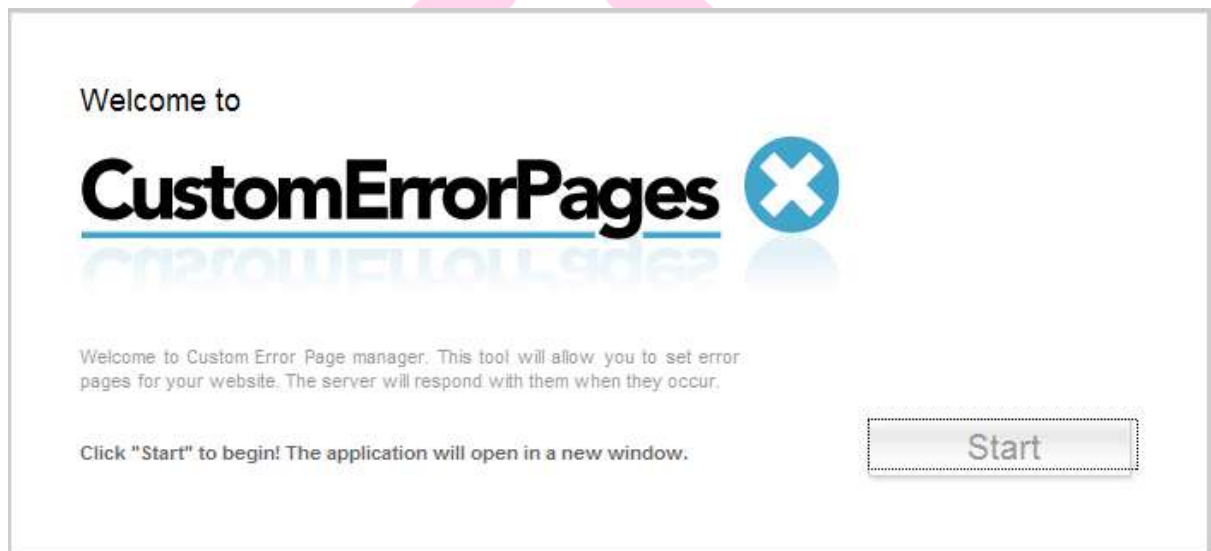 Welcome to
CustomErrorPages
Welcome to Custom Error Page manager. This tool will allow you to set error
pages for your website. The server will respond with them when they occur.
Click "Start" to begin! The application will open in a new window.
Start